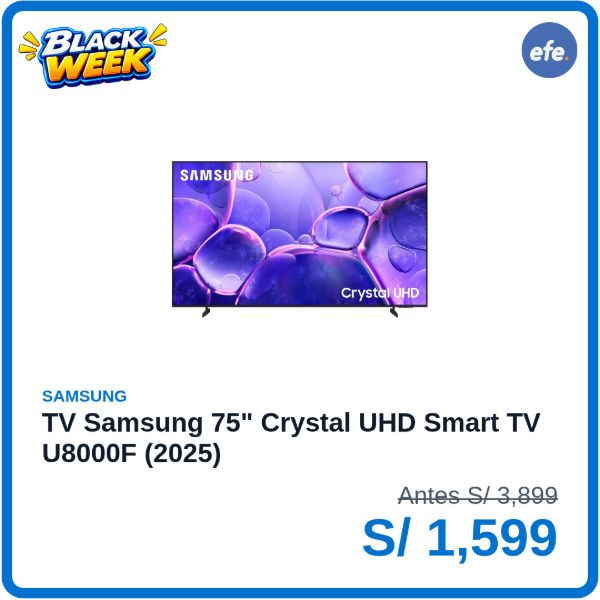 BLACK
WEEK
efe.
SAMSUNG
Crystal UHD
SAMSUNG
TV Samsung 75" Crystal UHD Smart TV
U8000F (2025)
Antes S/ 3,899
S/ 1,599